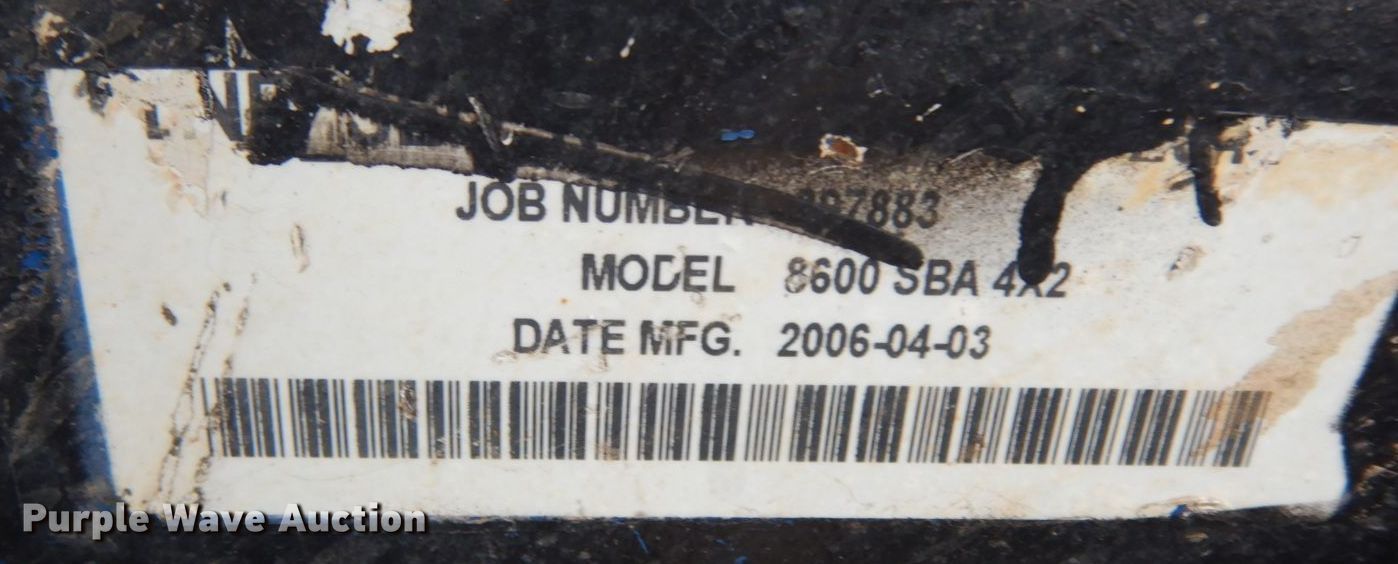 JOB NUMBER
MODEL 8600 SBA 4X2
DATE MFG. 2006-04-03
Purple Wave Auction